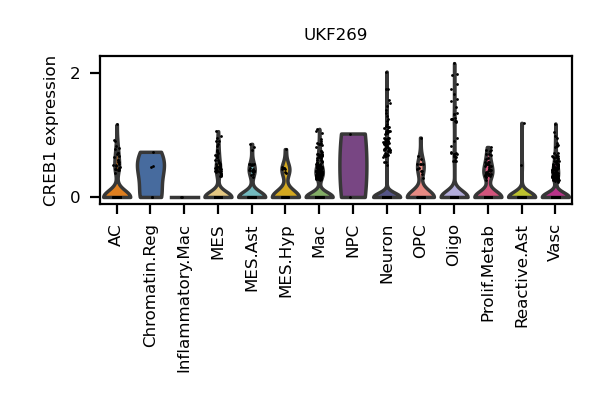 UKF269
CREB1 expression
2
0
AC
Chromatin.Reg
Inflammatory.Mac
MES
MES.Ast
MES.Hyp
Mac
NPC
Neuron
OPC
Oligo
Prolif.Metab
Reactive.Ast
Vasc